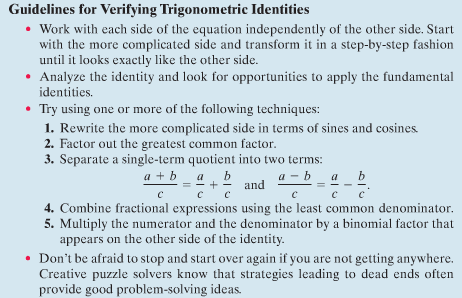 Guidelines for Verifying Trigonometric Identities
• Work with each side of the equation independently of the other side. Start
with the more complicated side and transform it in a step-by-step fashion
until it looks exactly like the other side.
• Analyze the identity and look for opportunities to apply the fundamental
identities.
• Try using one or more of the following techniques:
1. Rewrite the more complicated side in terms of sines and cosines.
2. Factor out the greatest common factor.
3. Separate a single-term quotient into two terms:
(a + b)/c = a/c + b/c and (a − b)/c = a/c − b/c.
4. Combine fractional expressions using the least common denominator.
5. Multiply the numerator and the denominator by a binomial factor that
appears on the other side of the identity.
• Don't be afraid to stop and start over again if you are not getting anywhere.
Creative puzzle solvers know that strategies leading to dead ends often
provide good problem-solving ideas.